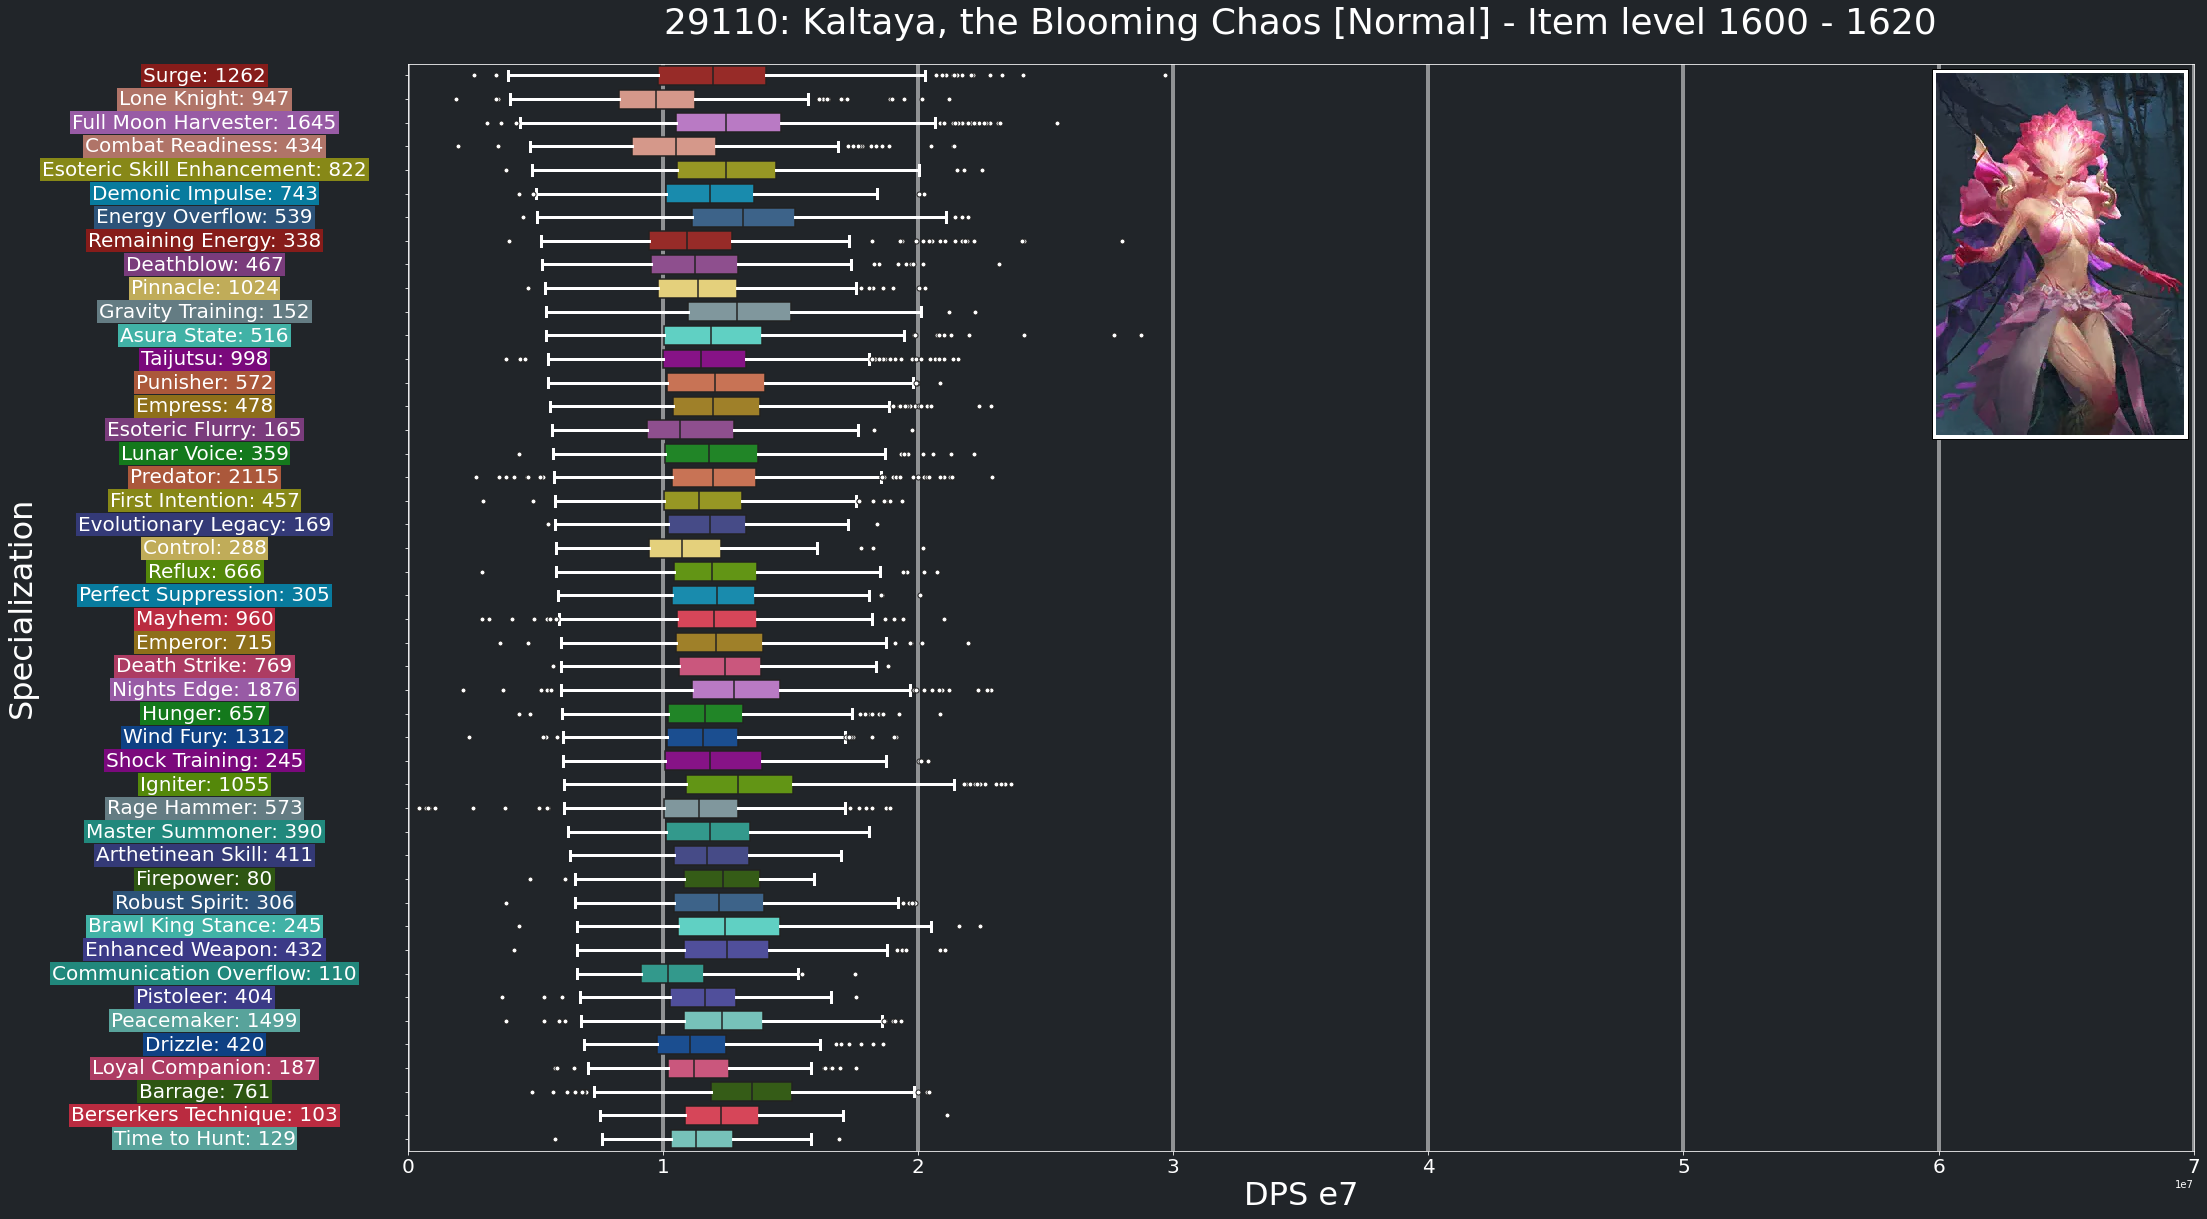 29110: Kaltaya, the Blooming Chaos [Normal] - Item level 1600 - 1620
Specialization
Surge: 1262
Lone Knight: 947
Full Moon Harvester: 1645
Combat Readiness: 434
Esoteric Skill Enhancement: 822
Demonic Impulse: 743
Energy Overflow: 539
Remaining Energy: 338
Deathblow: 467
Pinnacle: 1024
Gravity Training: 152
Asura State: 516
Taijutsu: 998
Punisher: 572
Empress: 478
Esoteric Flurry: 165
Lunar Voice: 359
Predator: 2115
First Intention: 457
Evolutionary Legacy: 169
Control: 288
Reflux: 666
Perfect Suppression: 305
Mayhem: 960
Emperor: 715
Death Strike: 769
Nights Edge: 1876
Hunger: 657
Wind Fury: 1312
Shock Training: 245
Igniter: 1055
Rage Hammer: 573
Master Summoner: 390
Arthetinean Skill: 411
Firepower: 80
Robust Spirit: 306
Brawl King Stance: 245
Enhanced Weapon: 432
Communication Overflow: 110
Pistoleer: 404
Peacemaker: 1499
Drizzle: 420
Loyal Companion: 187
Barrage: 761
Berserkers Technique: 103
Time to Hunt: 129
0 1 2 3 4 5 6 7
DPS e7
1e7